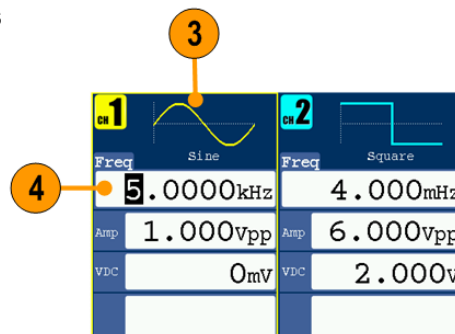 3
CH 1
CH 2
Sine
Square
Freq
Freq
4
5.0000kHz
4.000mHz
Amp 1.000Vpp
Amp 6.000Vpp
VDC 0mV
VDC 2.000V